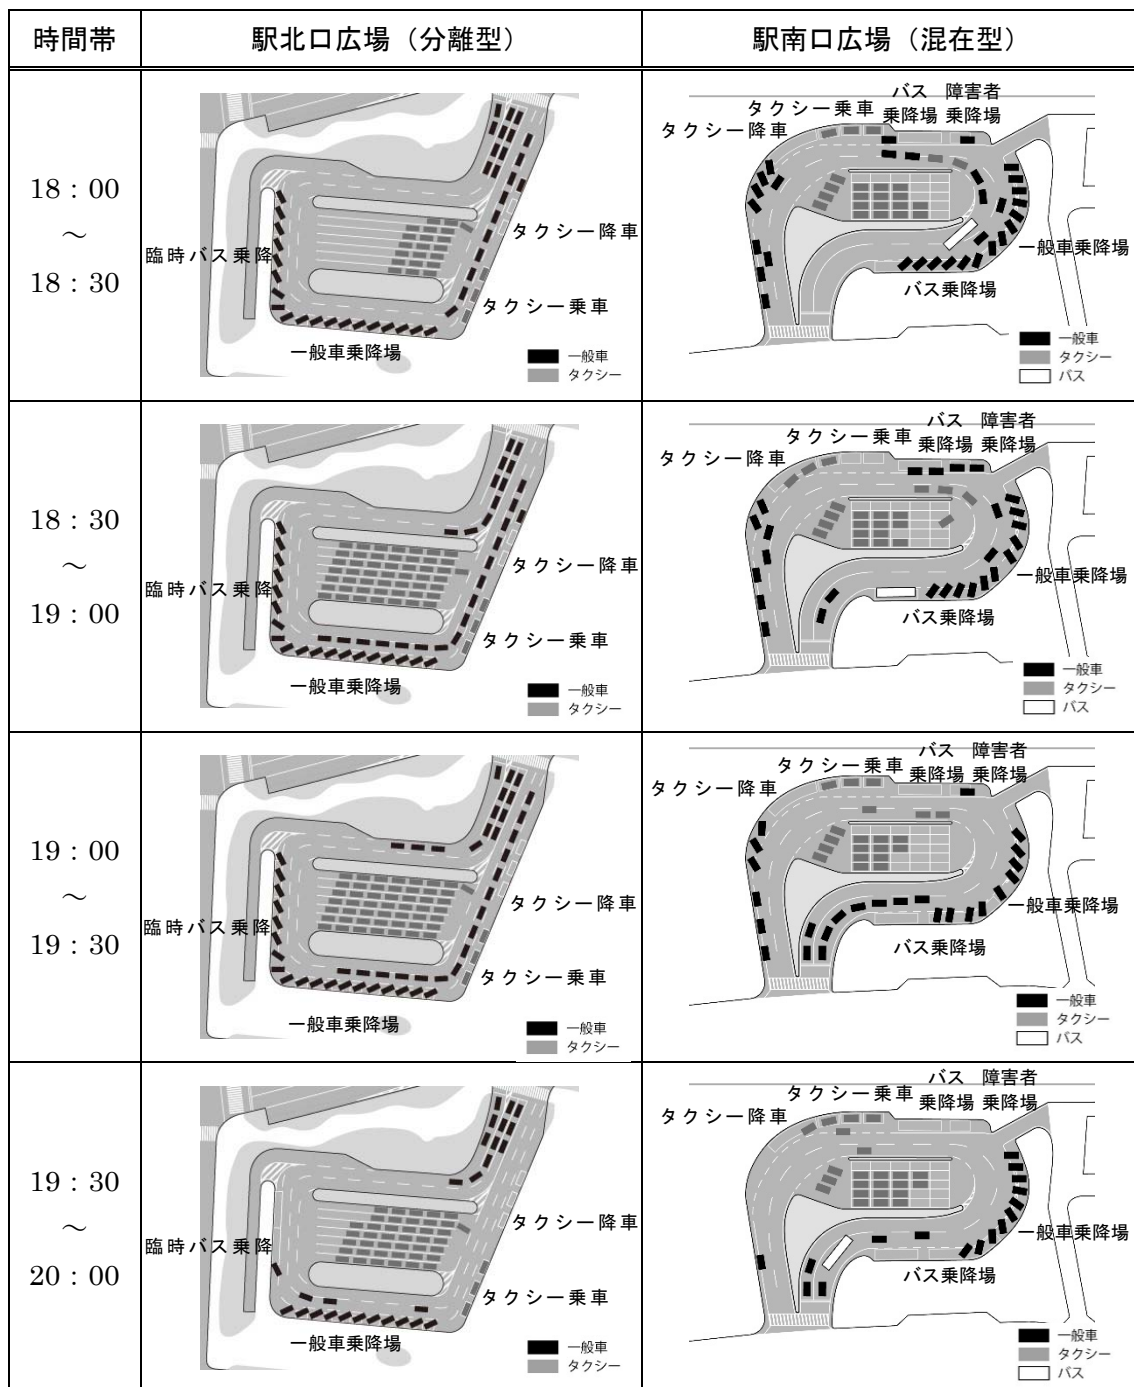 時間帯
駅北口広場（分離型）
駅南口広場（混在型）
18：00
～
18：30
タクシー降車
臨時バス乗降
タクシー乗車
一般車乗降場
一般車
タクシー
バス 障害者
タクシー乗車 乗降場 乗降場
タクシー降車
一般車乗降場
バス乗降場
一般車
タクシー
バス
18：30
～
19：00
タクシー降車
臨時バス乗降
タクシー乗車
一般車乗降場
一般車
タクシー
バス 障害者
タクシー乗車 乗降場 乗降場
タクシー降車
一般車乗降場
バス乗降場
一般車
タクシー
バス
19：00
～
19：30
タクシー降車
臨時バス乗降
タクシー乗車
一般車乗降場
一般車
タクシー
バス 障害者
タクシー乗車 乗降場 乗降場
タクシー降車
一般車乗降場
バス乗降場
一般車
タクシー
バス
19：30
～
20：00
タクシー降車
臨時バス乗降
タクシー乗車
一般車乗降場
一般車
タクシー
バス 障害者
タクシー乗車 乗降場 乗降場
タクシー降車
一般車乗降場
バス乗降場
一般車
タクシー
バス